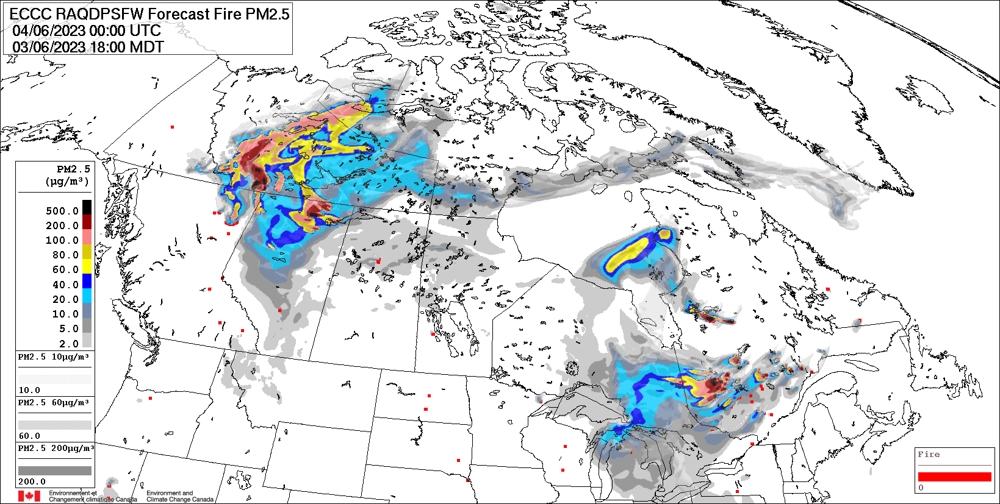 ECCC RAQDPSFW Forecast Fire PM2.5
04/06/2023 00:00 UTC
03/06/2023 18:00 MDT
PM2.5
(µg/m³)
500.0
200.0
100.0
80.0
60.0
40.0
20.0
10.0
5.0
2.0
PM2.5 10µg/m³
10.0
PM2.5 60µg/m³
60.0
PM2.5 200µg/m³
200.0
Fire
0
Environnement et
Changement climatique Canada
Environment and
Climate Change Canada